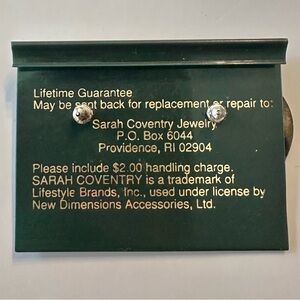 Lifetime Guarantee
May be sent back for replacement or repair to:
Sarah Coventry Jewelry
P.O. Box 6044
Providence, RI 02904
Please include $2.00 handling charge.
SARAH COVENTRY is a trademark of
Lifestyle Brands, Inc., used under license by
New Dimensions Accessories, Ltd.